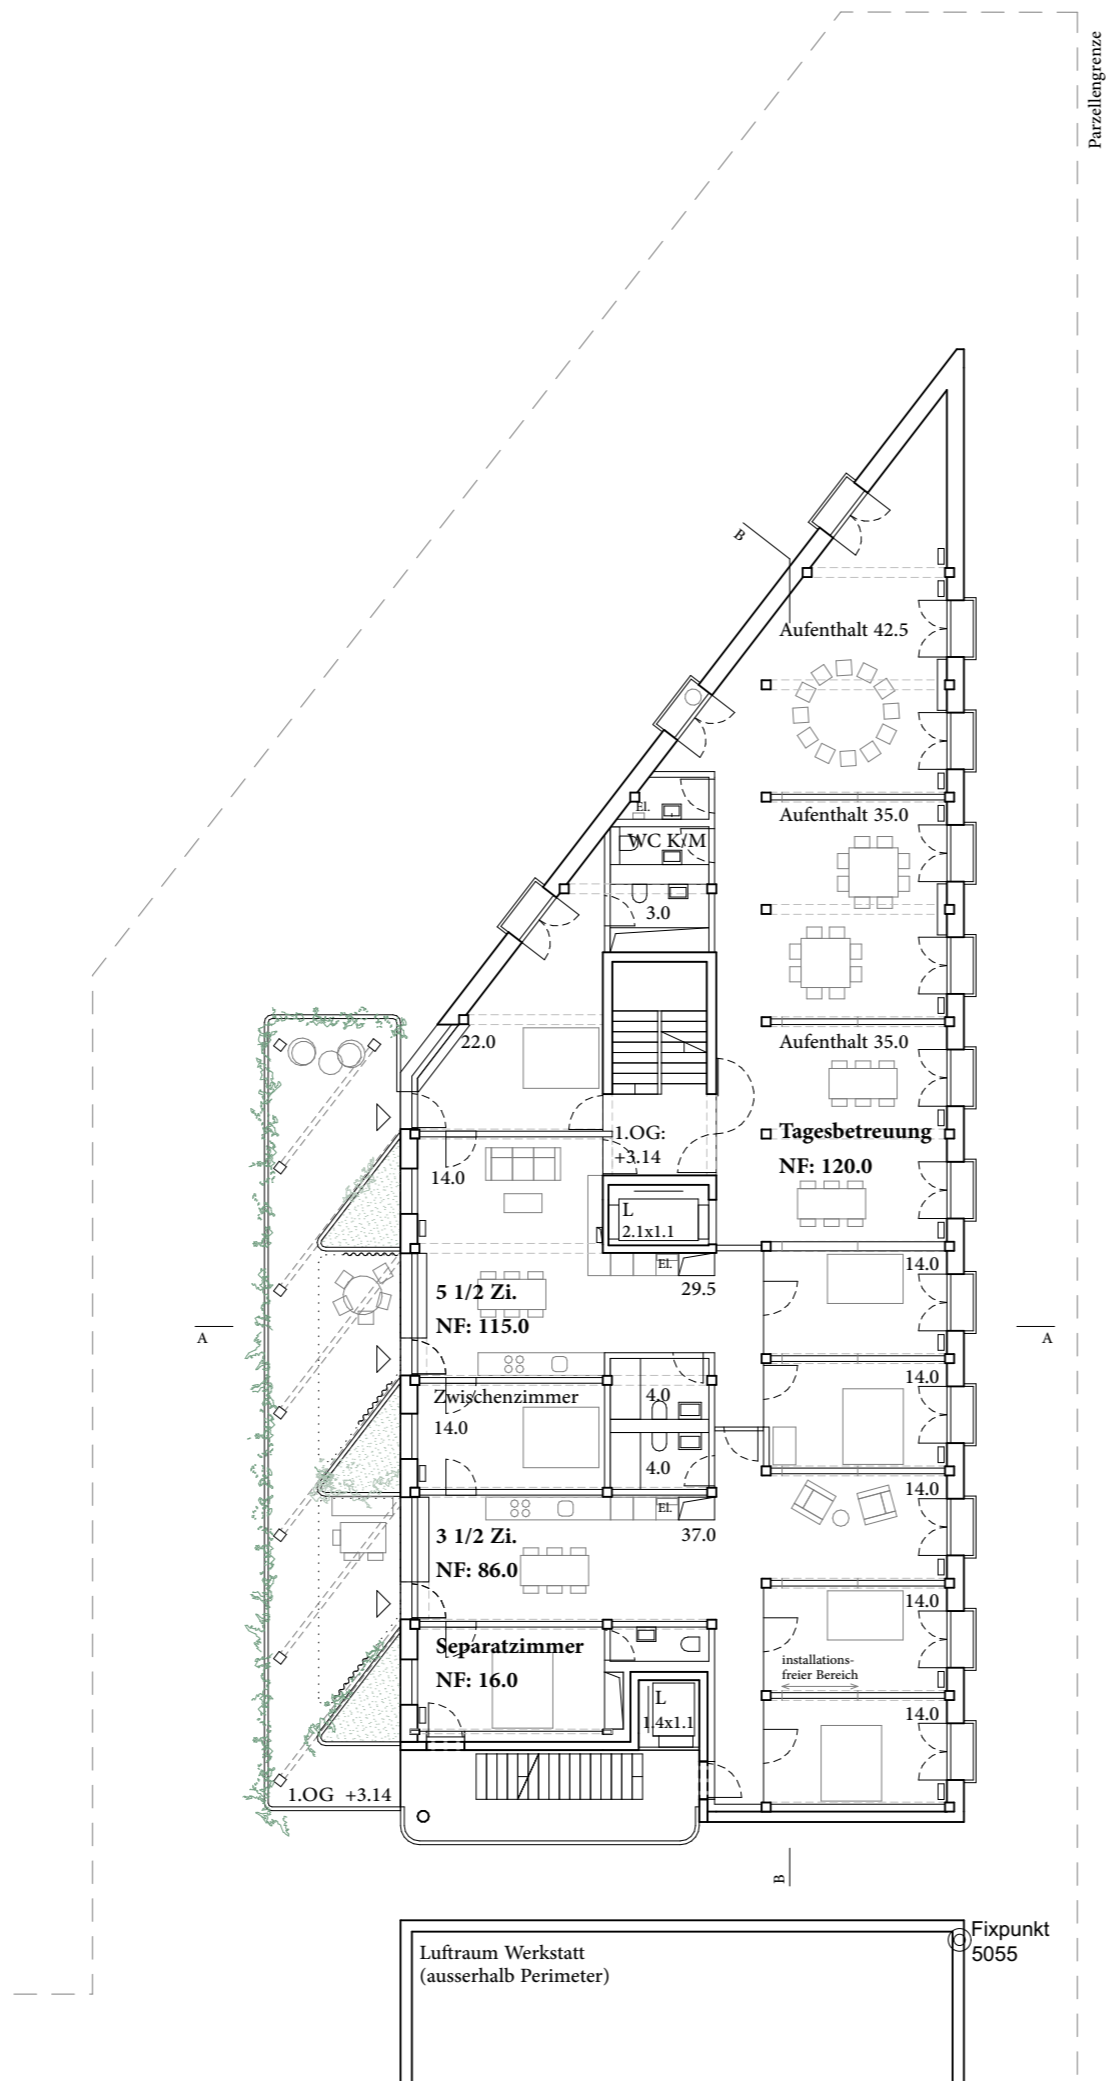 Parzellengrenze
B
Aufenthalt 42.5
Aufenthalt 35.0
El.
WC K/M
3.0
22.0
Aufenthalt 35.0
1.OG:
+3.14
Tagesbetreuung
NF: 120.0
14.0
L
2.1x1.1
El.
14.0
29.5
5 1/2 Zi.
NF: 115.0
A
A
14.0
Zwischenzimmer
14.0
4.0
4.0
14.0
El.
37.0
3 1/2 Zi.
NF: 86.0
14.0
Separatzimmer
NF: 16.0
installations-
freier Bereich
L
1.4x1.1
14.0
1.OG +3.14
B
Fixpunkt
5055
Luftraum Werkstatt
(ausserhalb Perimeter)